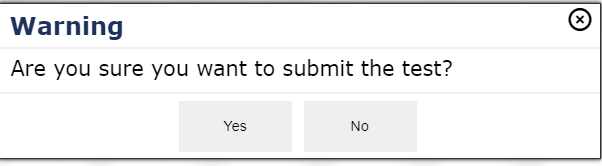 Warning
Are you sure you want to submit the test?
Yes No